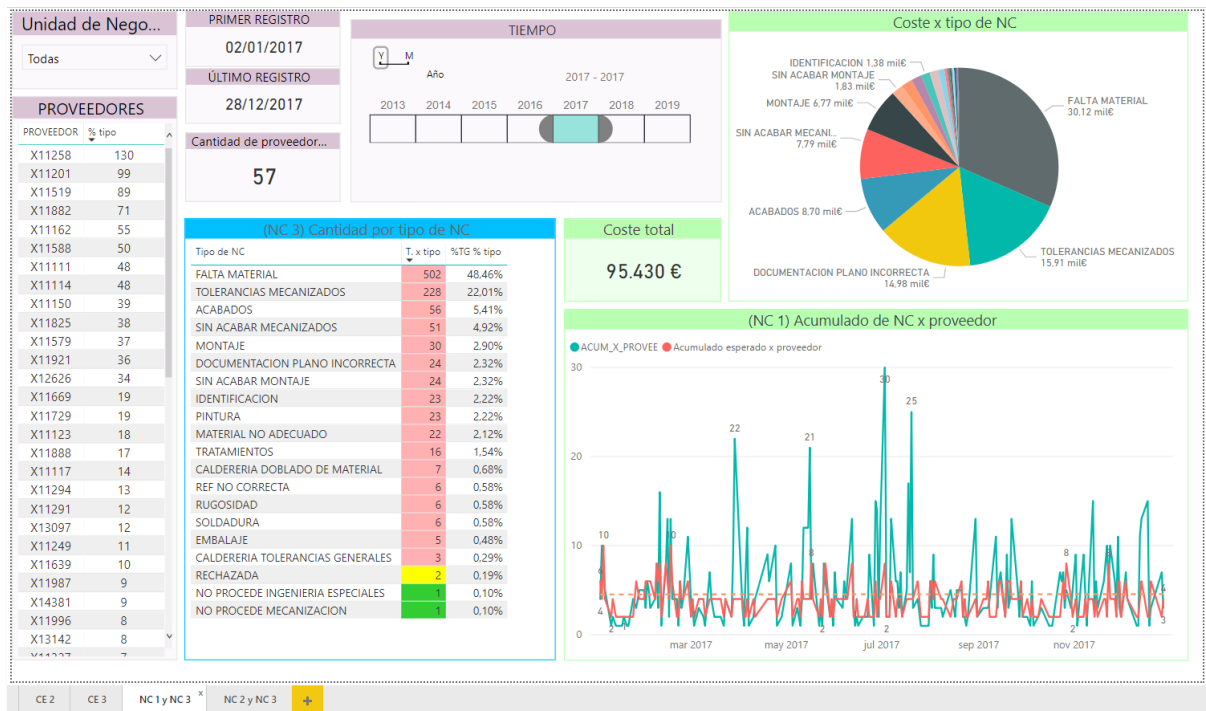 Unidad de Nego...
Todas
PROVEEDORES
PROVEEDOR % tipo
X11258 130
X11201 99
X11519 89
X11882 71
X11162 55
X11588 50
X11111 48
X11114 48
X11150 39
X11825 38
X11579 37
X11921 36
X12626 34
X11669 19
X11729 19
X11123 18
X11888 17
X11117 14
X11294 13
X11291 12
X13097 12
X11249 11
X11639 10
X11987 9
X14381 9
X11996 8
X13142 8
PRIMER REGISTRO
02/01/2017
ÚLTIMO REGISTRO
28/12/2017
Cantidad de proveedor...
57
TIEMPO
Y M
Año
2017 - 2017
2013 2014 2015 2016 2017 2018 2019
(NC 3) Cantidad por tipo de NC
Tipo de NC T. x tipo %TG % tipo
FALTA MATERIAL 502 48,46%
TOLERANCIAS MECANIZADOS 228 22,01%
ACABADOS 56 5,41%
SIN ACABAR MECANIZADOS 51 4,92%
MONTAJE 30 2,90%
DOCUMENTACION PLANO INCORRECTA 24 2,32%
SIN ACABAR MONTAJE 24 2,32%
IDENTIFICACION 23 2,22%
PINTURA 23 2,22%
MATERIAL NO ADECUADO 22 2,12%
TRATAMIENTOS 16 1,54%
CALDERERIA DOBLADO DE MATERIAL 7 0,68%
REF NO CORRECTA 6 0,58%
RUGOSIDAD 6 0,58%
SOLDADURA 6 0,58%
EMBALAJE 5 0,48%
CALDERERIA TOLERANCIAS GENERALES 3 0,29%
RECHAZADA 2 0,19%
NO PROCEDE INGENIERIA ESPECIALES 1 0,10%
NO PROCEDE MECANIZACION 1 0,10%
Coste total
95.430 €
Coste x tipo de NC
IDENTIFICACION 1,38 mil€
SIN ACABAR MONTAJE
1,83 mil€
MONTAJE 6,77 mil€
SIN ACABAR MECANI...
7,79 mil€
ACABADOS 8,70 mil€
DOCUMENTACION PLANO INCORRECTA
14,98 mil€
FALTA MATERIAL
30,12 mil€
TOLERANCIAS MECANIZADOS
15,91 mil€
(NC 1) Acumulado de NC x proveedor
ACUM_X_PROVEE Acumulado esperado x proveedor
30
20
10
0
10
4
2
10
22
21
8
2
30
2
25
8
2
3
mar 2017 may 2017 jul 2017 sep 2017 nov 2017
CE 2 CE 3 NC 1 y NC 3 x NC 2 y NC 3 +